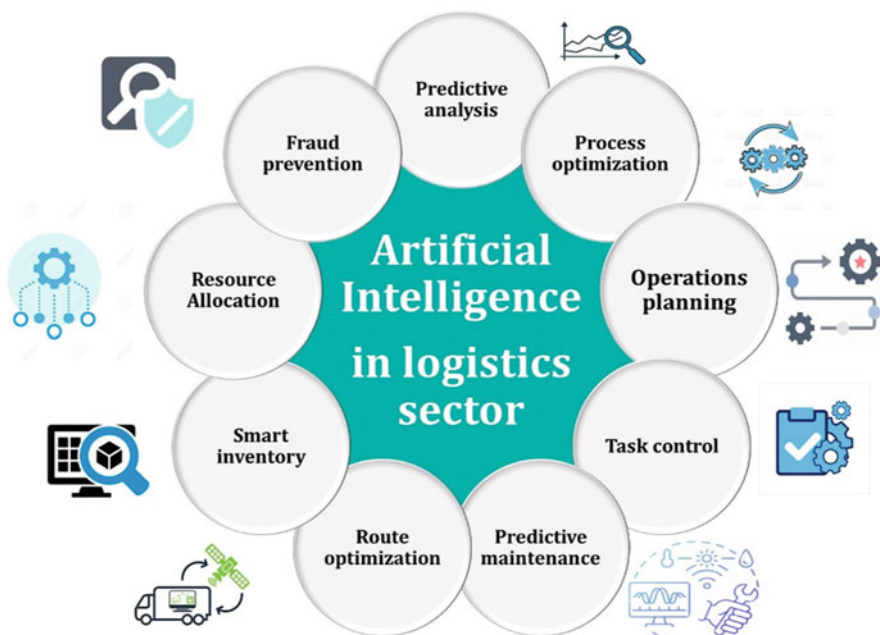 Artificial
Intelligence
in logistics
sector
Predictive
analysis
Process
optimization
Operations
planning
Task control
Predictive
maintenance
Route
optimization
Smart
inventory
Resource
Allocation
Fraud
prevention